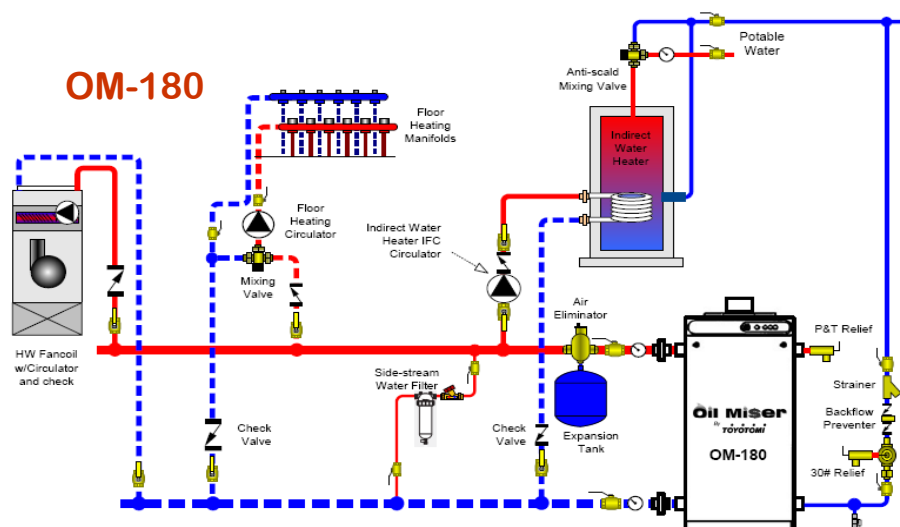 OM-180
Potable
Water
Anti-scald
Mixing Valve
Floor
Heating
Manifolds
Indirect
Water
Heater
Floor
Heating
Circulator
Indirect Water
Heater IFC
Circulator
Mixing
Valve
Air
Eliminator
P&T Relief
HW Fancoil
w/Circulator
and check
Side-stream
Water Filter
Strainer
Backflow
Preventer
Oil Miser
By TOYOTOMI
OM-180
Check
Valve
Check
Valve
Expansion
Tank
30# Relief